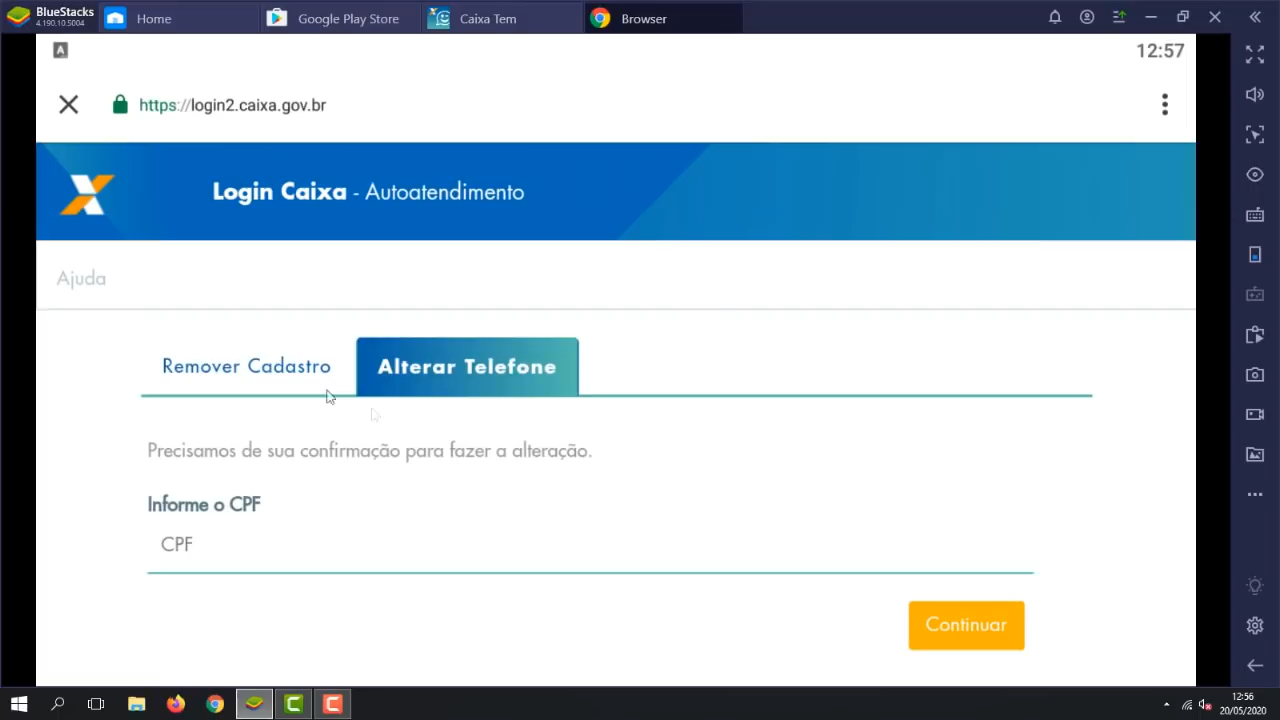 BlueStacks
4.190.10.5004
Home
Google Play Store
Caixa Tem
Browser
A
12:57
https://login2.caixa.gov.br
Login Caixa - Autoatendimento
Ajuda
Remover Cadastro
Alterar Telefone
Precisamos de sua confirmação para fazer a alteração.
Informe o CPF
CPF
Continuar
12:56
20/05/2020